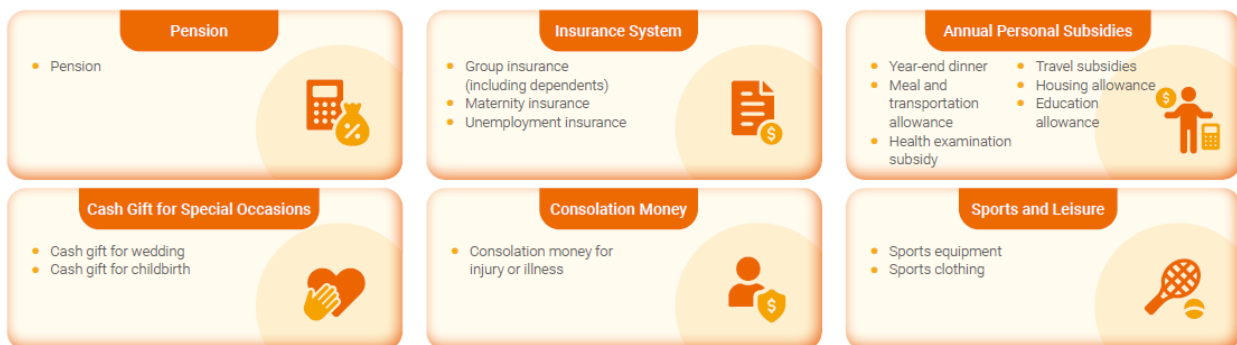 Pension
• Pension
Insurance System
• Group insurance
(including dependents)
• Maternity insurance
• Unemployment insurance
Annual Personal Subsidies
• Year-end dinner
• Meal and
transportation
allowance
• Health examination
subsidy
• Travel subsidies
• Housing allowance
• Education
allowance
Cash Gift for Special Occasions
• Cash gift for wedding
• Cash gift for childbirth
Consolation Money
• Consolation money for
injury or illness
Sports and Leisure
• Sports equipment
• Sports clothing